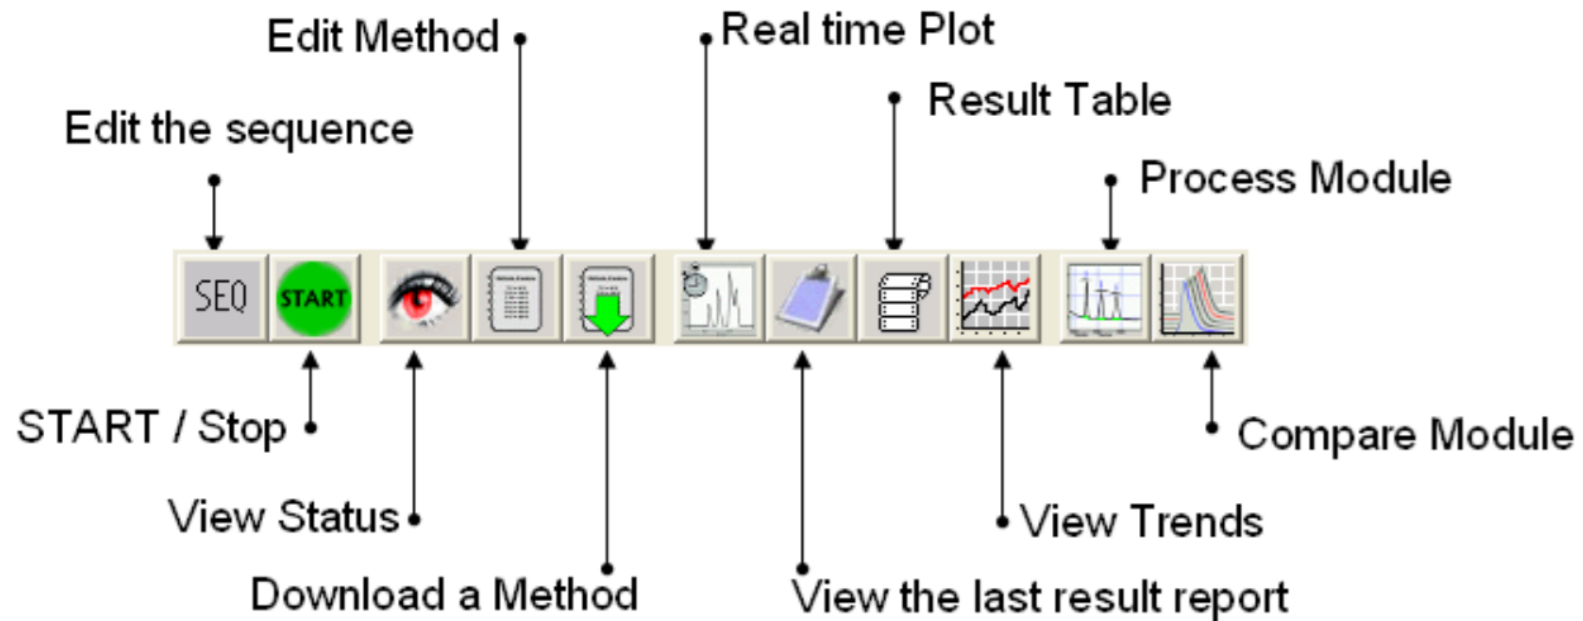 Edit Method
Real time Plot
Result Table
Edit the sequence
Process Module
SEQ
START
START / Stop
Compare Module
View Status
View Trends
Download a Method
View the last result report